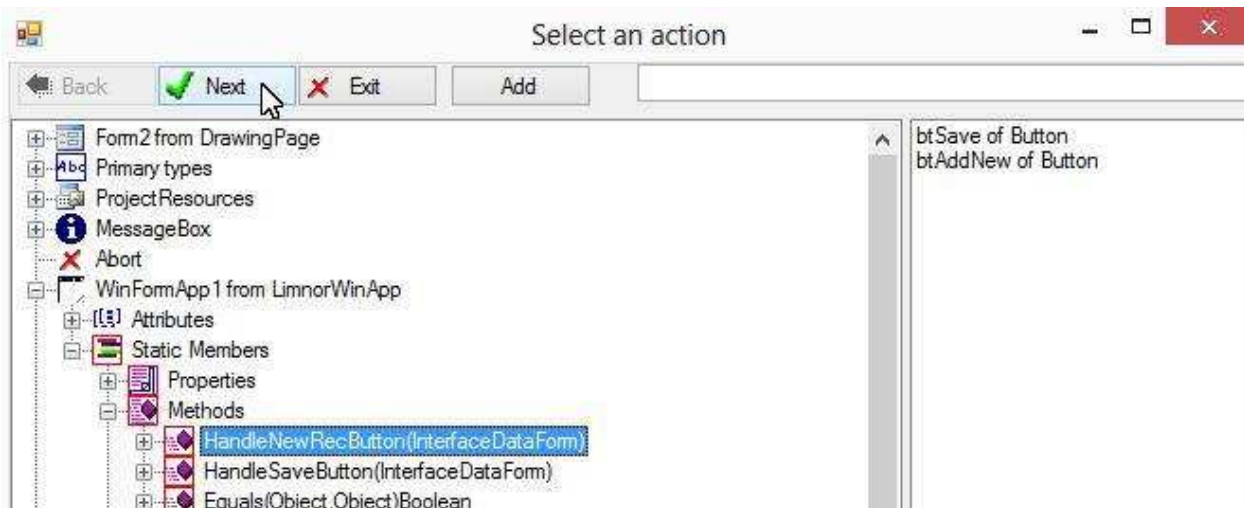 Select an action
Back Next Exit Add
Form2 from DrawingPage
btSave of Button
Abc Primary types
btAddNew of Button
ProjectResources
MessageBox
Abort
WinFormApp1 from LimnorWinApp
Attributes
Static Members
Properties
Methods
HandleNewRecButton(InterfaceDataForm)
HandleSaveButton(InterfaceDataForm)
Equals(Object,Object)Boolean